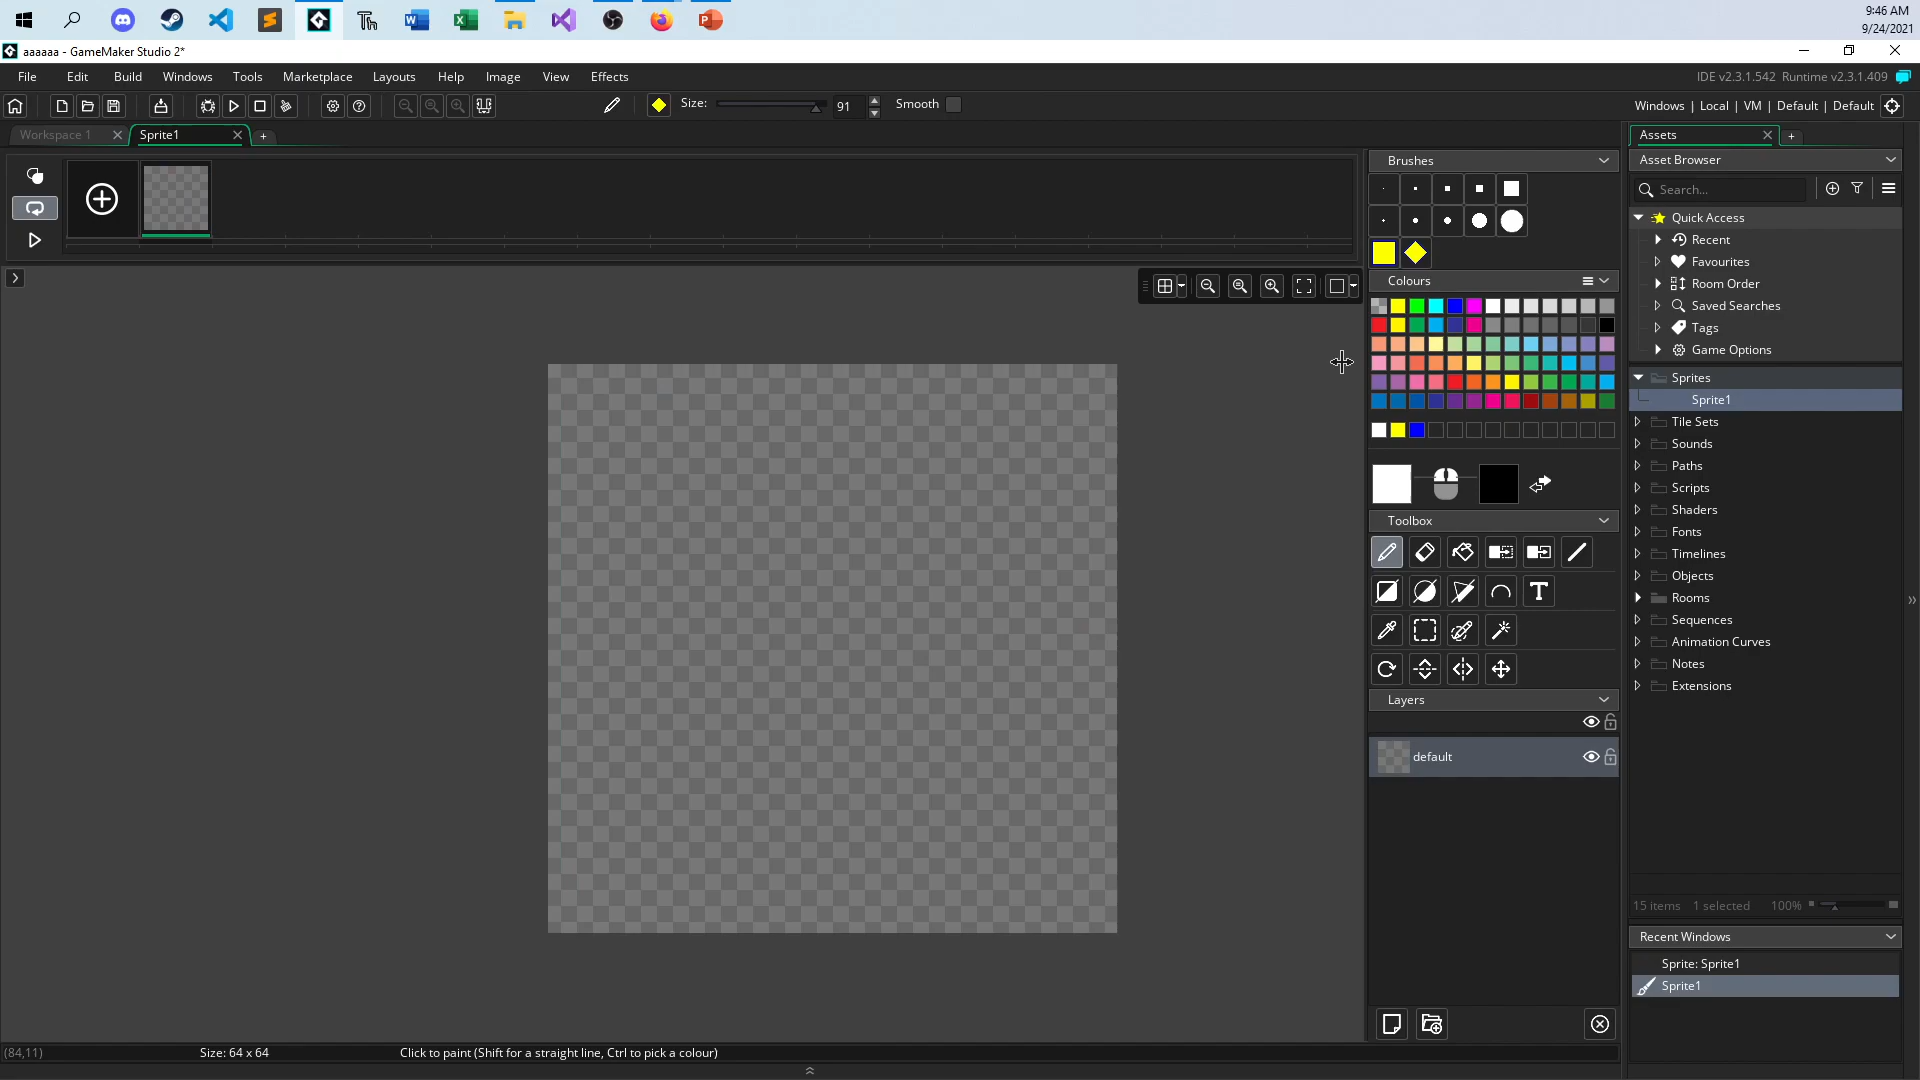 9:46 AM
9/24/2021
aaaaaa - GameMaker Studio 2*
File Edit Build Windows Tools Marketplace Layouts Help Image View Effects
IDE v2.3.1.542 Runtime v2.3.1.409
Size: 91 Smooth
Windows | Local | VM | Default | Default
Workspace 1
Sprite1
Assets
Brushes
Asset Browser
Search...
Quick Access
Recent
Favourites
Colours
Room Order
Saved Searches
Tags
Game Options
Sprites
Sprite1
Tile Sets
Sounds
Paths
Scripts
Shaders
Toolbox
Fonts
Timelines
Objects
T
Rooms
Sequences
Animation Curves
Notes
Extensions
Layers
default
15 items 1 selected 100%
Recent Windows
Sprite: Sprite1
Sprite1
(84,11) Size: 64 x 64 Click to paint (Shift for a straight line, Ctrl to pick a colour)